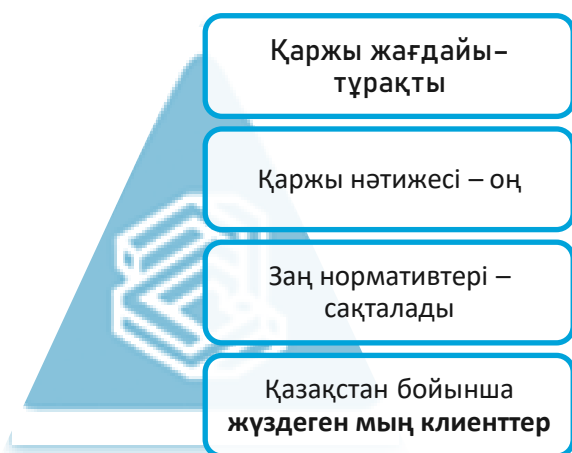 Қаржы жағдайы–
тұрақты
Қаржы нәтижесі – оң
Заң нормативтері –
сақталады
Қазақстан бойынша
жүздеген мың клиенттер